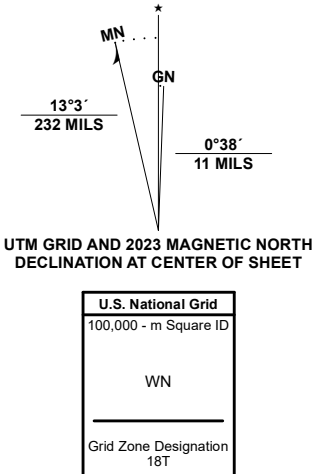 MN
GN
13°3´
232 MILS
0°38´
11 MILS
UTM GRID AND 2023 MAGNETIC NORTH
DECLINATION AT CENTER OF SHEET
U.S. National Grid
100,000 - m Square ID
WN
Grid Zone Designation
18T